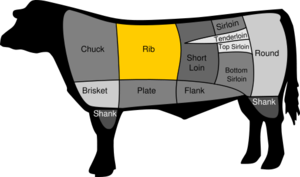 Chuck
Rib
Short
Loin
Sirloin
Tenderloin
Top Sirloin
Bottom
Sirloin
Round
Brisket
Plate
Flank
Shank
Shank